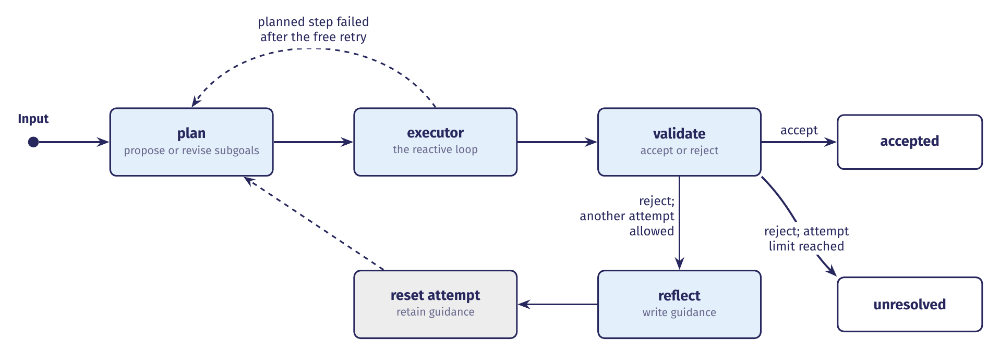 planned step failed
after the free retry
Input
plan
propose or revise subgoals
executor
the reactive loop
validate
accept or reject
accept
accepted
reject;
another attempt
allowed
reject; attempt
limit reached
reset attempt
retain guidance
reflect
write guidance
unresolved